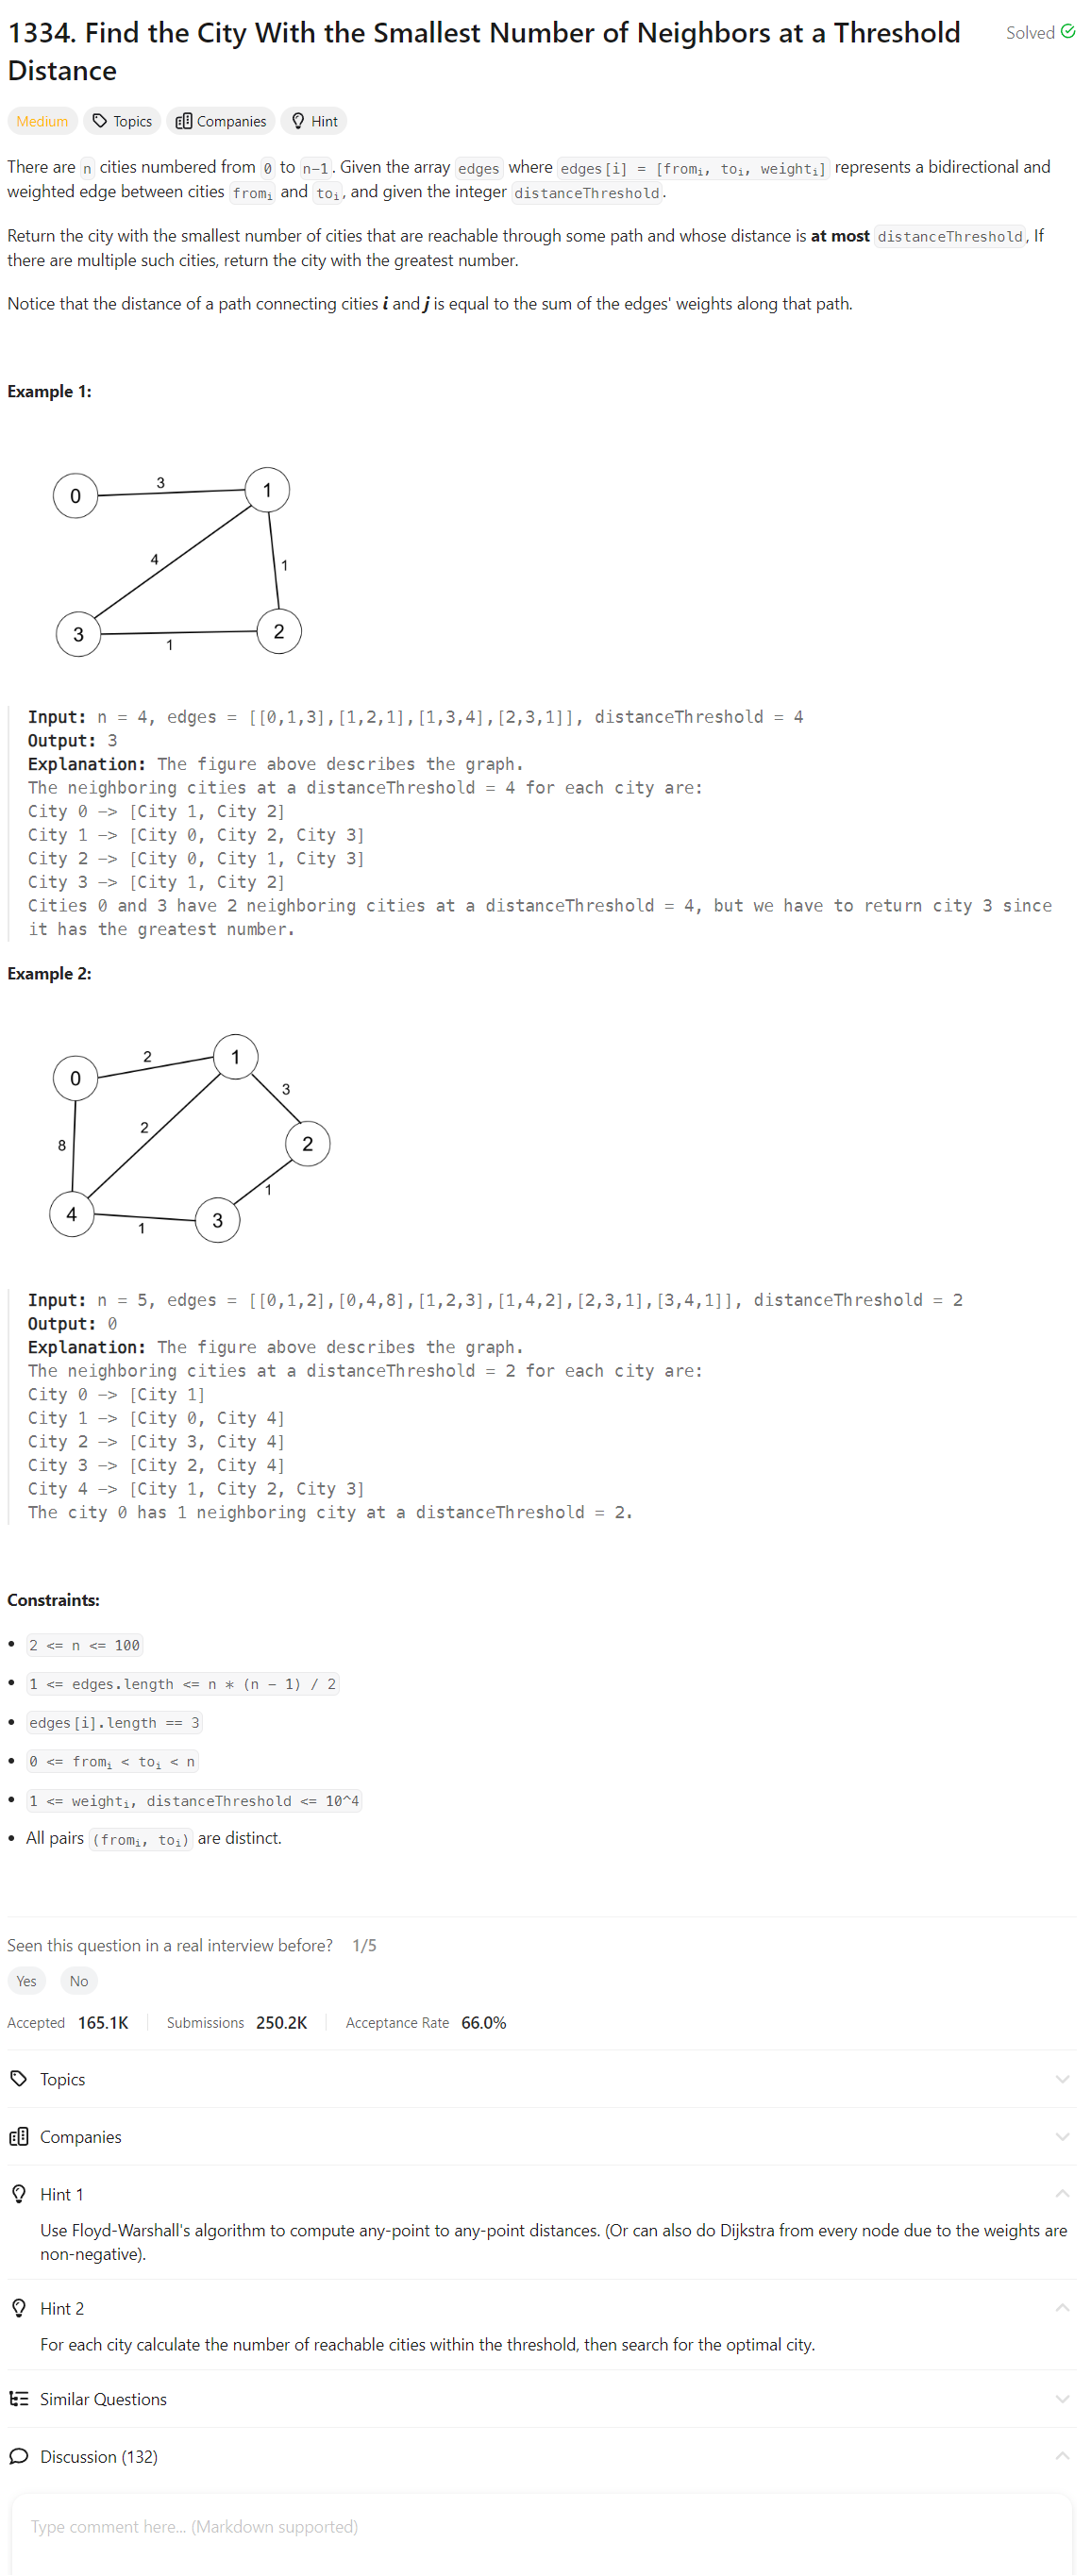 1334. Find the City With the Smallest Number of Neighbors at a Threshold
Distance
Solved
Medium Topics Companies Hint
There are n cities numbered from 0 to n-1. Given the array edges where edges[i] = [fromᵢ, toᵢ, weightᵢ] represents a bidirectional and
weighted edge between cities fromᵢ and toᵢ, and given the integer distanceThreshold.
Return the city with the smallest number of cities that are reachable through some path and whose distance is at most distanceThreshold, If
there are multiple such cities, return the city with the greatest number.
Notice that the distance of a path connecting cities i and j is equal to the sum of the edges' weights along that path.
Example 1:
0 3 1
4 1
3 1 2
Input: n = 4, edges = [[0,1,3],[1,2,1],[1,3,4],[2,3,1]], distanceThreshold = 4
Output: 3
Explanation: The figure above describes the graph.
The neighboring cities at a distanceThreshold = 4 for each city are:
City 0 -> [City 1, City 2]
City 1 -> [City 0, City 2, City 3]
City 2 -> [City 0, City 1, City 3]
City 3 -> [City 1, City 2]
Cities 0 and 3 have 2 neighboring cities at a distanceThreshold = 4, but we have to return city 3 since
it has the greatest number.
Example 2:
0 2 1
3
8 2 2
1
4 1 3
Input: n = 5, edges = [[0,1,2],[0,4,8],[1,2,3],[1,4,2],[2,3,1],[3,4,1]], distanceThreshold = 2
Output: 0
Explanation: The figure above describes the graph.
The neighboring cities at a distanceThreshold = 2 for each city are:
City 0 -> [City 1]
City 1 -> [City 0, City 4]
City 2 -> [City 3, City 4]
City 3 -> [City 2, City 4]
City 4 -> [City 1, City 2, City 3]
The city 0 has 1 neighboring city at a distanceThreshold = 2.
Constraints:
• 2 <= n <= 100
• 1 <= edges.length <= n * (n - 1) / 2
• edges[i].length == 3
• 0 <= fromᵢ < toᵢ < n
• 1 <= weightᵢ, distanceThreshold <= 10^4
• All pairs (fromᵢ, toᵢ) are distinct.
Seen this question in a real interview before? 1/5
Yes No
Accepted 165.1K Submissions 250.2K Acceptance Rate 66.0%
Topics
Companies
Hint 1
Use Floyd-Warshall's algorithm to compute any-point to any-point distances. (Or can also do Dijkstra from every node due to the weights are
non-negative).
Hint 2
For each city calculate the number of reachable cities within the threshold, then search for the optimal city.
Similar Questions
Discussion (132)
Type comment here... (Markdown supported)